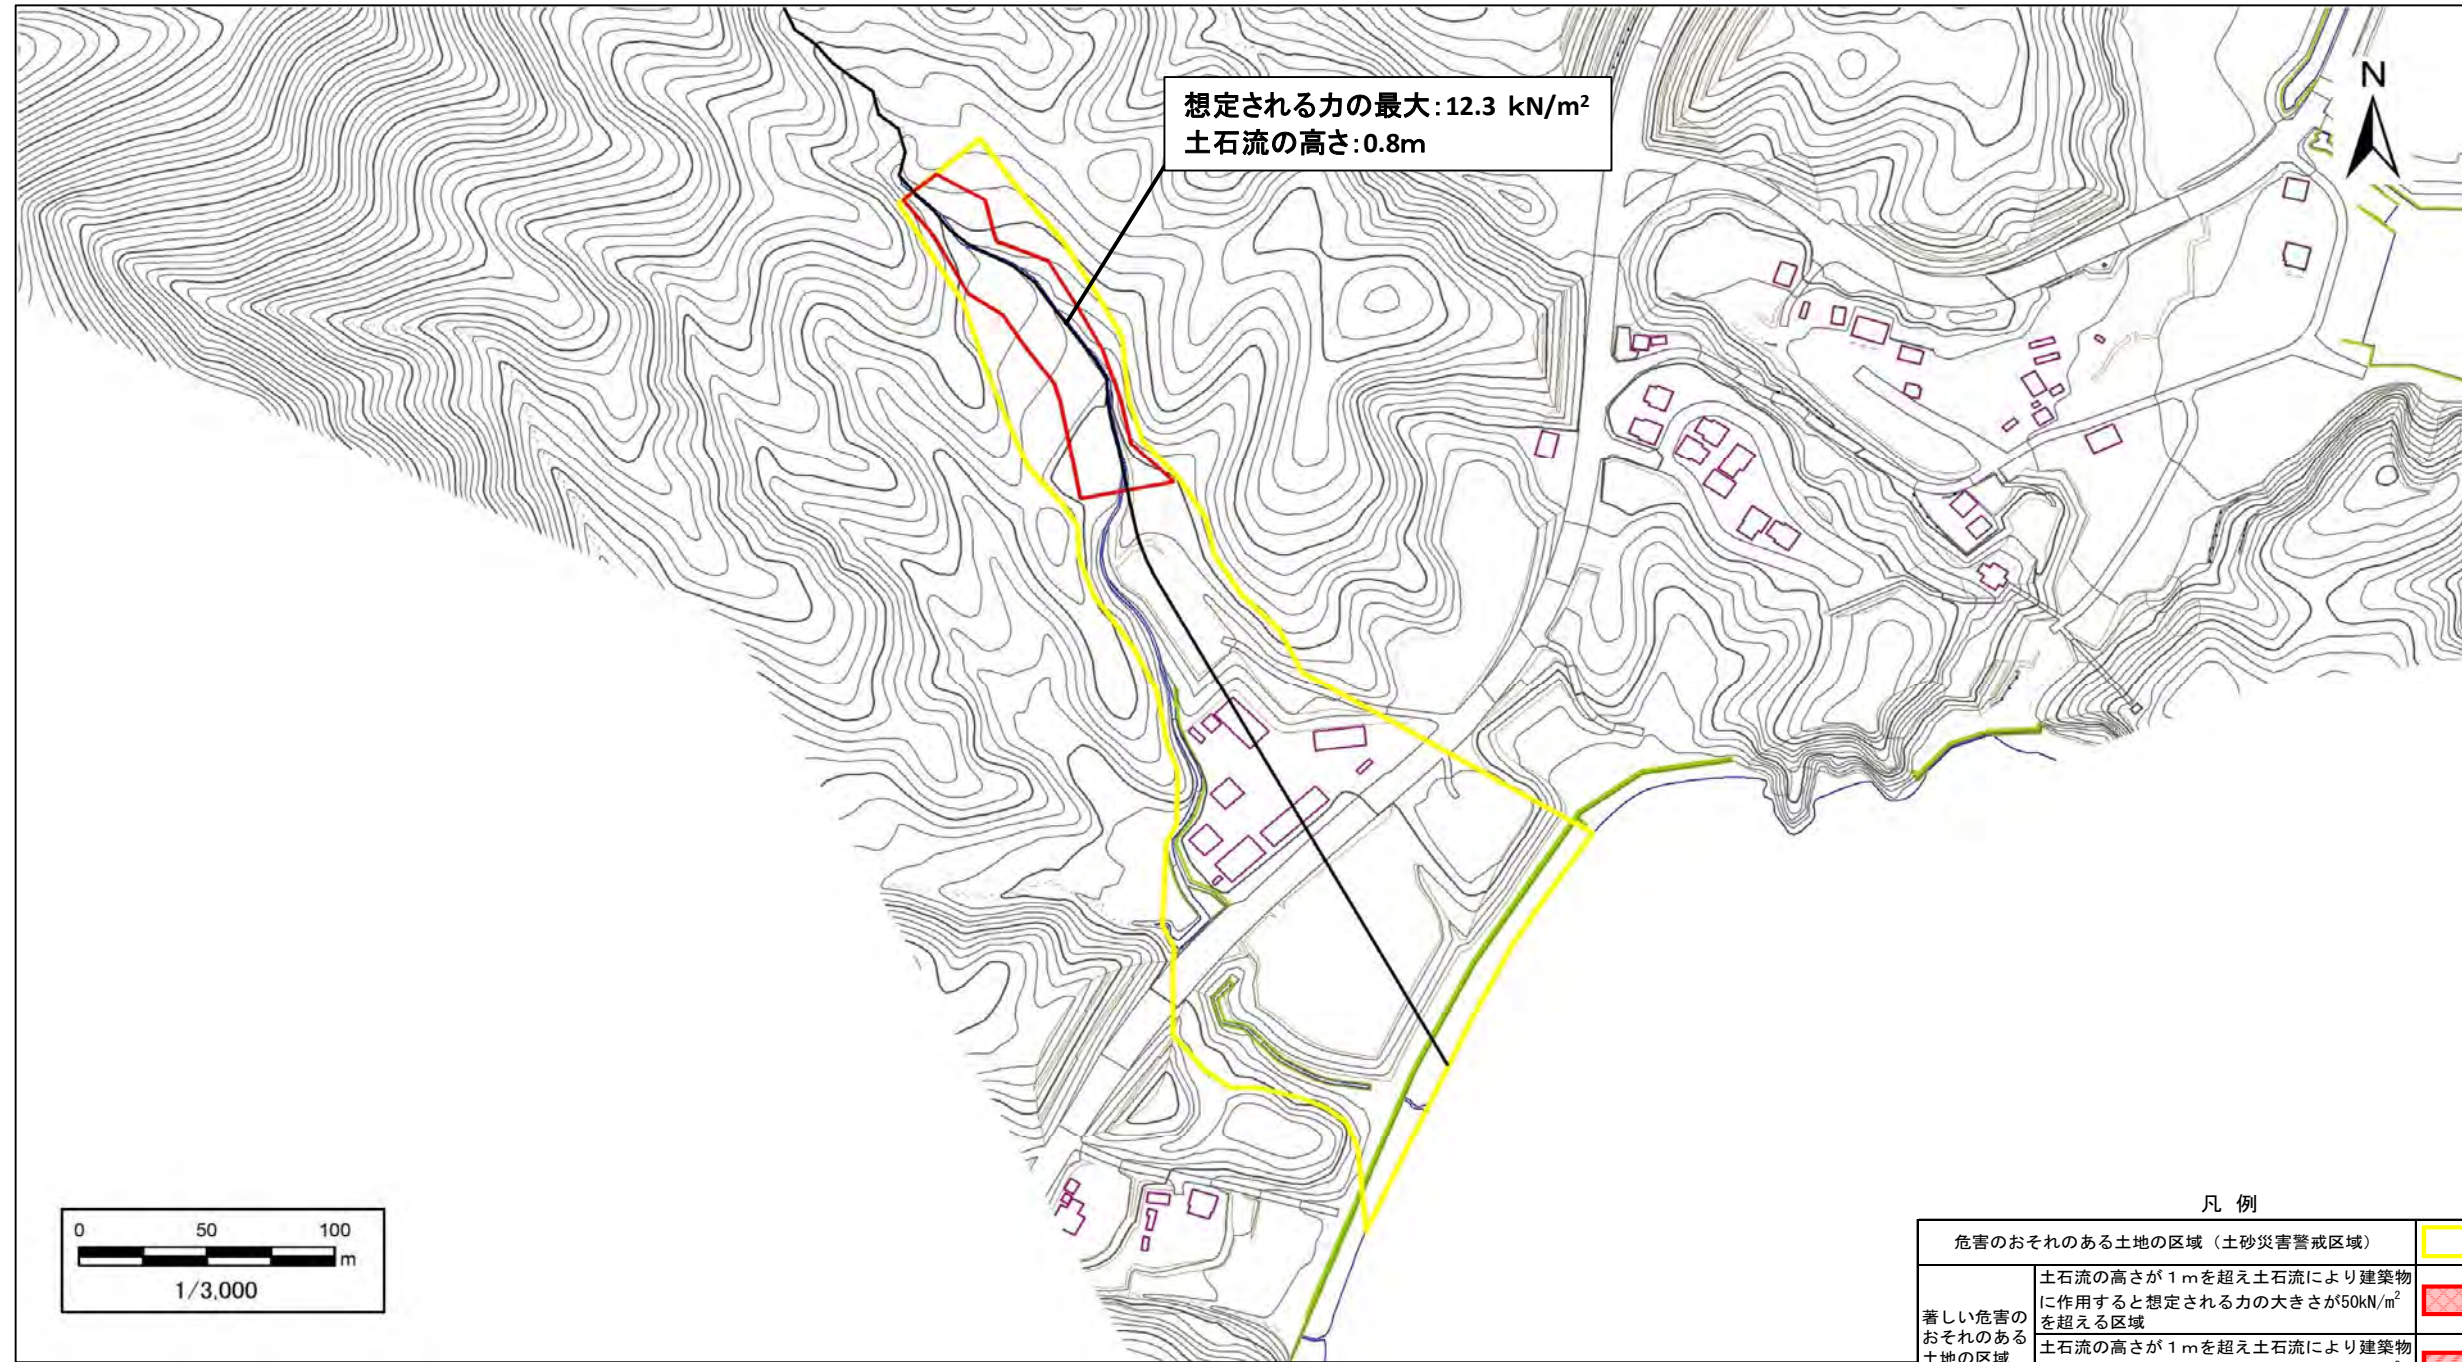 想定される力の最大:12.3 kN/m²
土石流の高さ:0.8m
N
0 50 100
m
1/3,000
凡 例
危害のおそれのある土地の区域（土砂災害警戒区域）
著しい危害の
おそれのある
土地の区域
土石流の高さが1mを超え土石流により建築物
に作用すると想定される力の大きさが50kN/m²
を超える区域
土石流の高さが1mを超え土石流により建築物